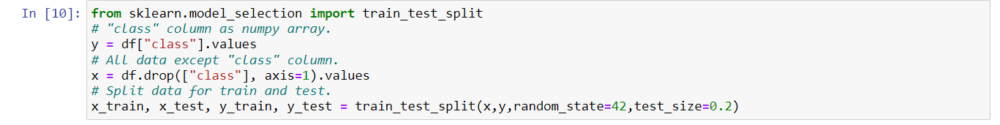 In [10]: from sklearn.model_selection import train_test_split
# "class" column as numpy array.
y = df["class"].values
# All data except "class" column.
x = df.drop(["class"], axis=1).values
# Split data for train and test.
x_train, x_test, y_train, y_test = train_test_split(x,y,random_state=42,test_size=0.2)